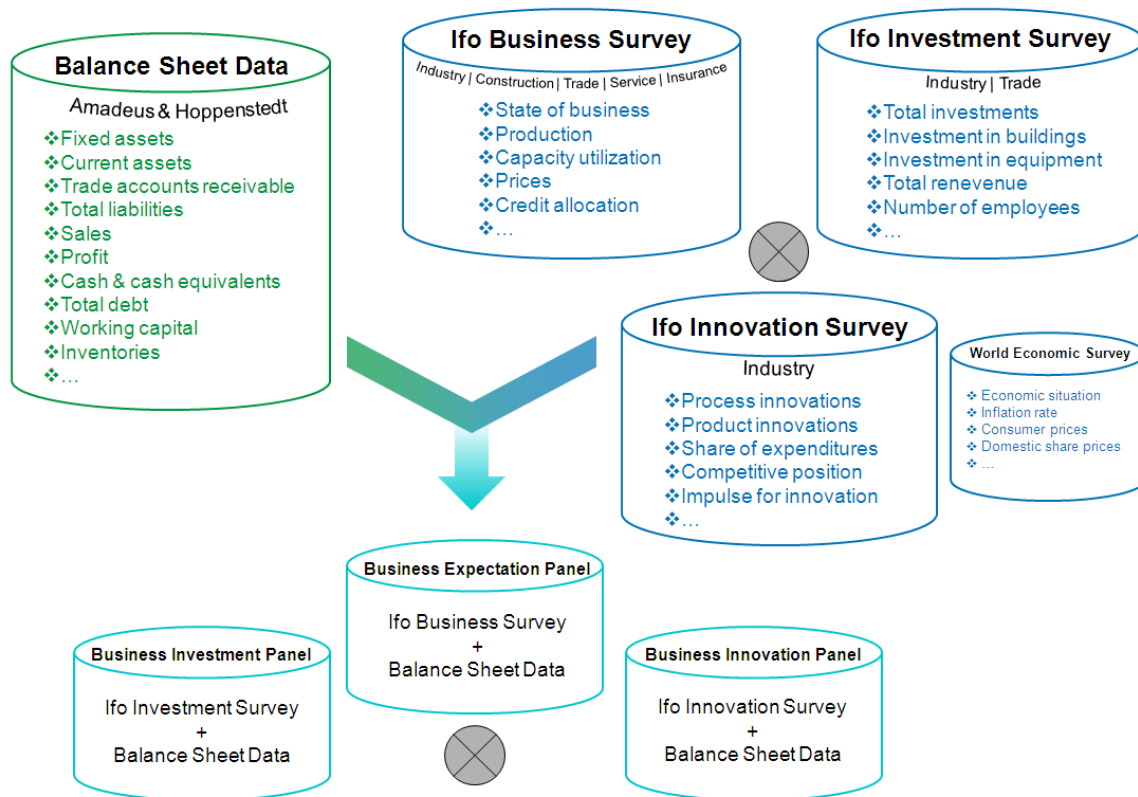 Balance Sheet Data
Amadeus & Hoppenstedt
❖Fixed assets
❖Current assets
❖Trade accounts receivable
❖Total liabilities
❖Sales
❖Profit
❖Cash & cash equivalents
❖Total debt
❖Working capital
❖Inventories
❖...
Ifo Business Survey
Industry | Construction | Trade | Service | Insurance
❖State of business
❖Production
❖Capacity utilization
❖Prices
❖Credit allocation
❖...
Ifo Investment Survey
Industry | Trade
❖Total investments
❖Investment in buildings
❖Investment in equipment
❖Total renevenue
❖Number of employees
❖...
Ifo Innovation Survey
Industry
❖Process innovations
❖Product innovations
❖Share of expenditures
❖Competitive position
❖Impulse for innovation
❖...
World Economic Survey
❖ Economic situation
❖ Inflation rate
❖ Consumer prices
❖ Domestic share prices
❖ ...
Business Expectation Panel
Ifo Business Survey
+
Balance Sheet Data
Business Investment Panel
Ifo Investment Survey
+
Balance Sheet Data
Business Innovation Panel
Ifo Innovation Survey
+
Balance Sheet Data